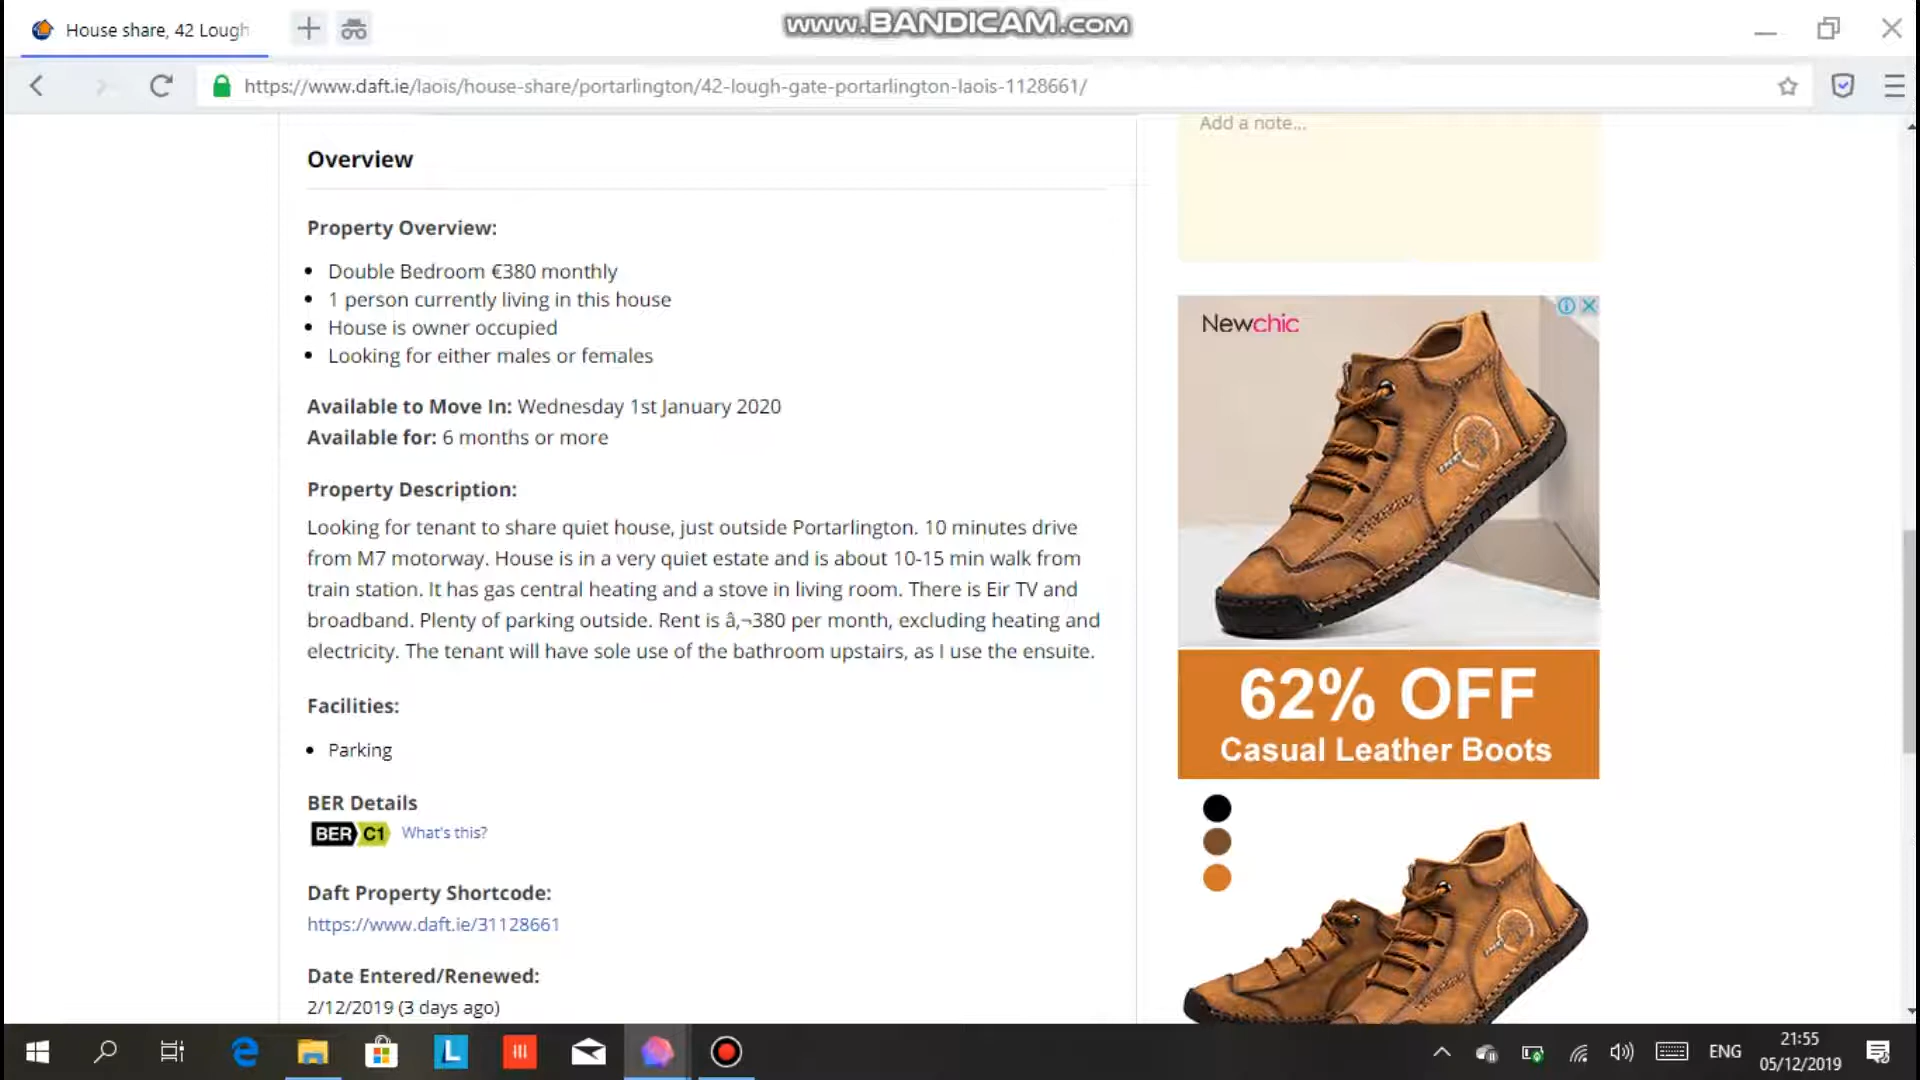 House share, 42 Lough
www.BANDICAM.com
https://www.daft.ie/laois/house-share/portarlington/42-lough-gate-portarlington-laois-1128661/
Add a note...
Overview
Property Overview:
Double Bedroom €380 monthly
1 person currently living in this house
House is owner occupied
Looking for either males or females
Available to Move In: Wednesday 1st January 2020
Available for: 6 months or more
Property Description:
Looking for tenant to share quiet house, just outside Portarlington. 10 minutes drive
from M7 motorway. House is in a very quiet estate and is about 10-15 min walk from
train station. It has gas central heating and a stove in living room. There is Eir TV and
broadband. Plenty of parking outside. Rent is â‚¬380 per month, excluding heating and
electricity. The tenant will have sole use of the bathroom upstairs, as I use the ensuite.
Facilities:
Parking
BER Details
BER C1 What's this?
Daft Property Shortcode:
https://www.daft.ie/31128661
Date Entered/Renewed:
2/12/2019 (3 days ago)
Newchic
62% OFF
Casual Leather Boots
L
ENG
21:55
05/12/2019